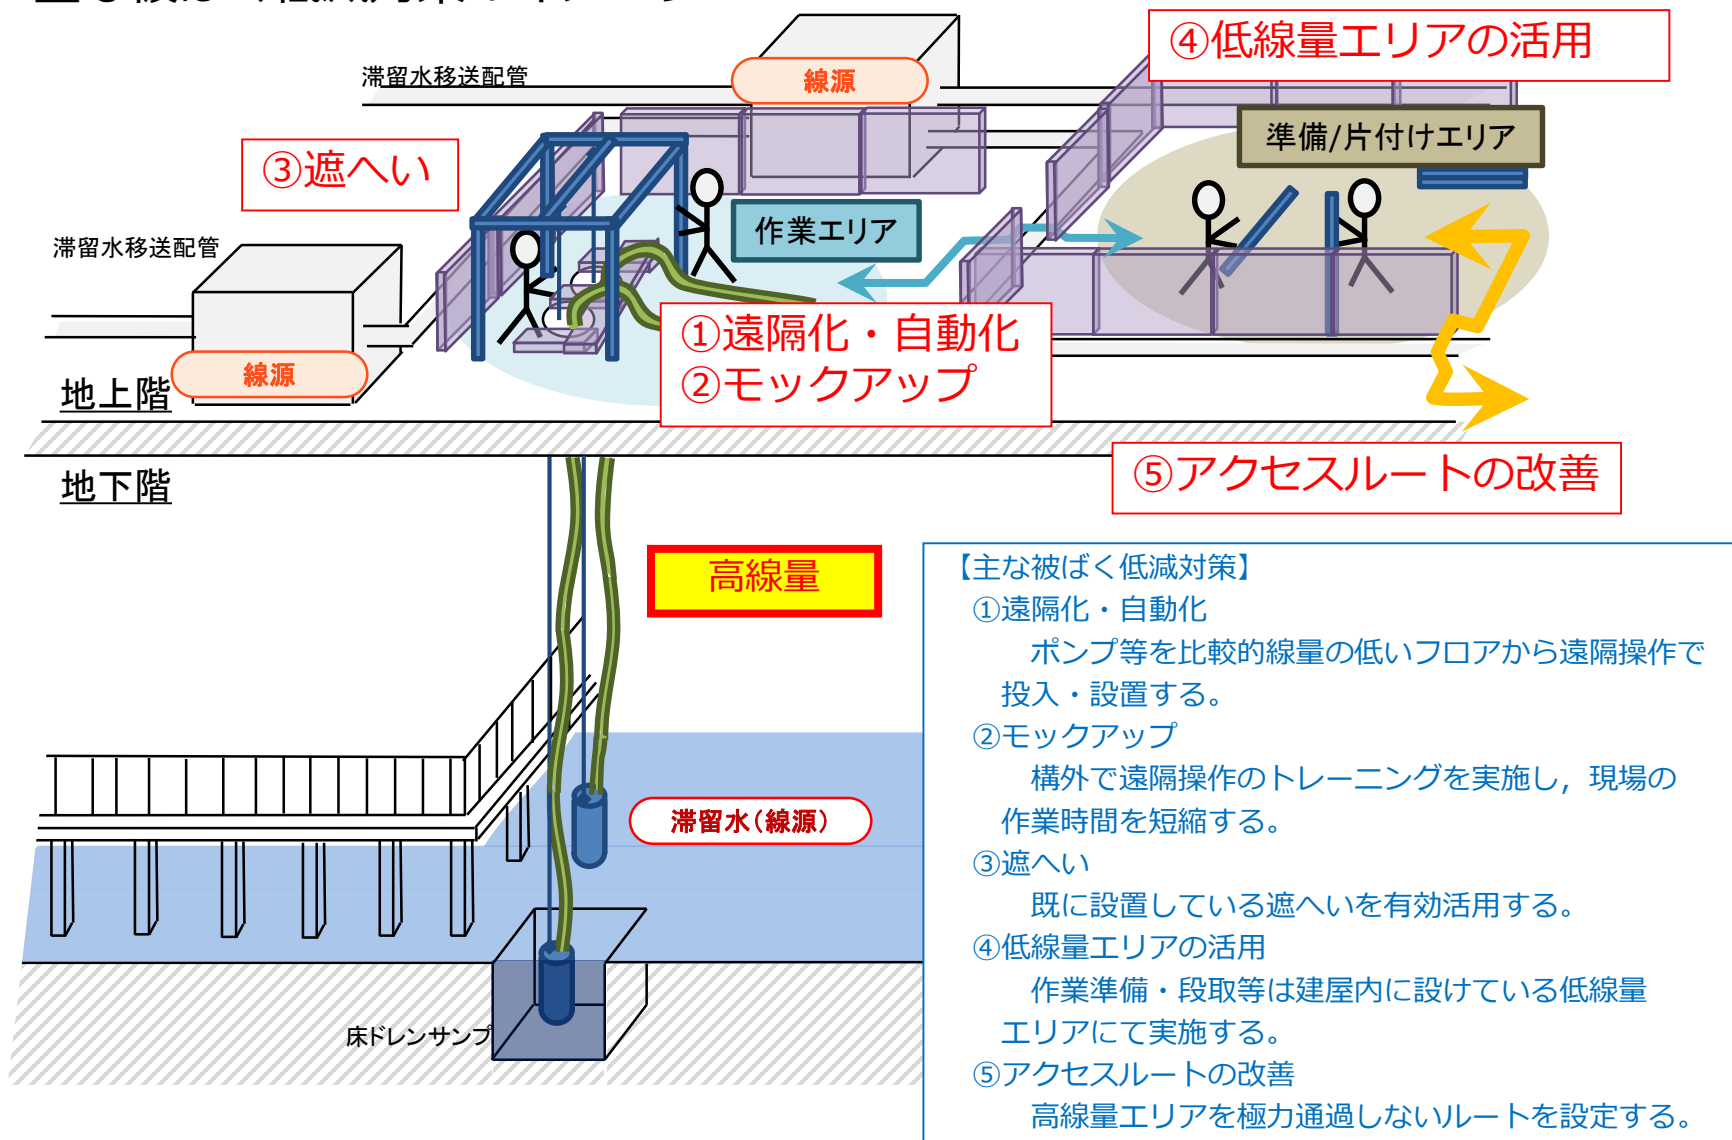 ④低線量エリアの活用
滞留水移送配管
線源
準備/片付けエリア
③遮へい
作業エリア
滞留水移送配管
①遠隔化・自動化
②モックアップ
線源
地上階
⑤アクセスルートの改善
地下階
高線量
【主な被ばく低減対策】
①遠隔化・自動化
ポンプ等を比較的線量の低いフロアから遠隔操作で
投入・設置する。
②モックアップ
構外で遠隔操作のトレーニングを実施し，現場の
作業時間を短縮する。
③遮へい
既に設置している遮へいを有効活用する。
④低線量エリアの活用
作業準備・段取等は建屋内に設けている低線量
エリアにて実施する。
⑤アクセスルートの改善
高線量エリアを極力通過しないルートを設定する。
滞留水（線源）
床ドレンサンプ